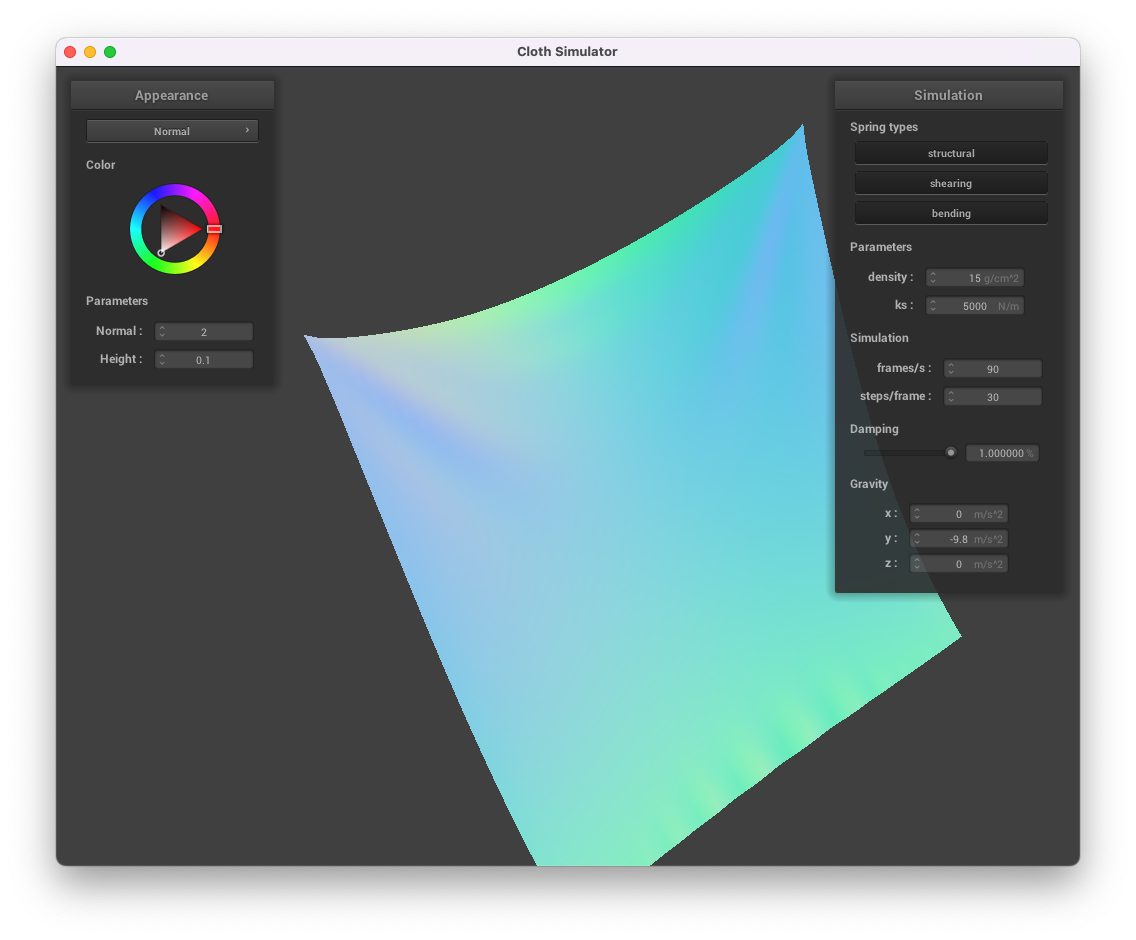 Cloth Simulator
Appearance
Normal ›
Color
Parameters
Normal : 2
Height : 0.1
Simulation
Spring types
structural
shearing
bending
Parameters
density : 15 g/cm^2
ks : 5000 N/m
Simulation
frames/s : 90
steps/frame : 30
Damping
1.000000 %
Gravity
x : 0 m/s^2
y : -9.8 m/s^2
z : 0 m/s^2